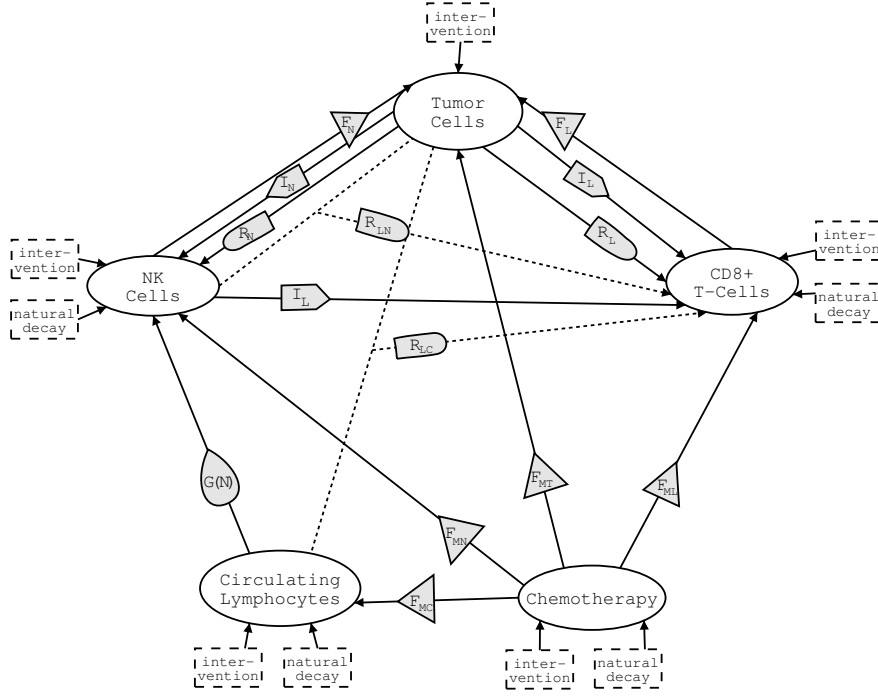 inter-
vention
Tumor
Cells
F_N
F_L
I_N
I_L
R_N
R_LN
R_L
inter-
vention
natural
decay
NK
Cells
I_L
CD8+
T-Cells
inter-
vention
natural
decay
R_LC
G(N)
F_MT
F_ML
F_MN
Circulating
Lymphocytes
F_MC
Chemotherapy
inter-
vention
natural
decay
inter-
vention
natural
decay